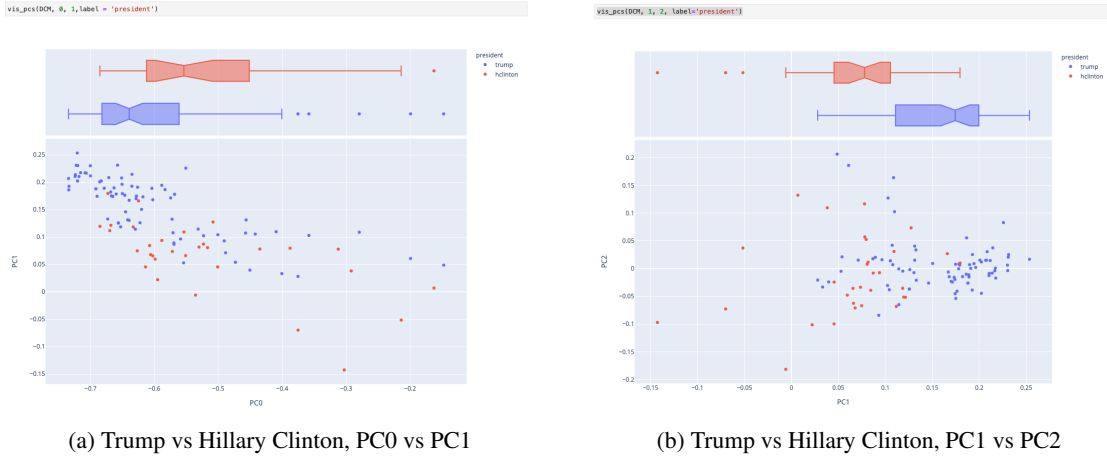 vis_pcs(DCM, 0, 1,label = 'president')
president
trump
hclinton
0.25
0.2
0.15
0.1
0.05
0
−0.05
−0.1
−0.15
PC1
−0.7
−0.6
−0.5
−0.4
−0.3
−0.2
PC0
(a) Trump vs Hillary Clinton, PC0 vs PC1
vis_pcs(DCM, 1, 2, label='president')
president
trump
hclinton
0.2
0.15
0.1
0.05
0
−0.05
−0.1
−0.15
−0.2
PC2
−0.15
−0.1
−0.05
0
0.05
0.1
0.15
0.2
0.25
PC1
(b) Trump vs Hillary Clinton, PC1 vs PC2